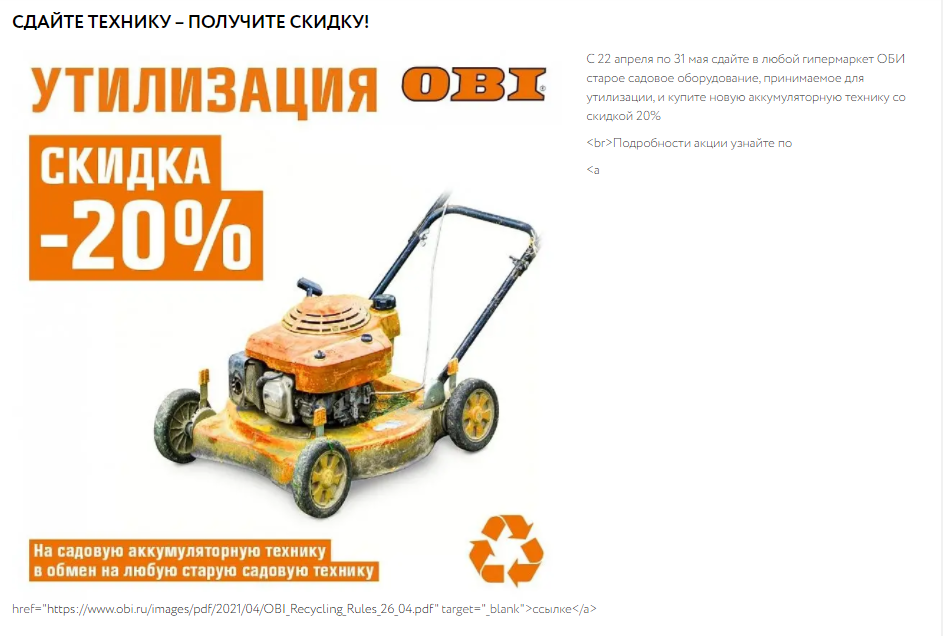 СДАЙТЕ ТЕХНИКУ – ПОЛУЧИТЕ СКИДКУ!
УТИЛИЗАЦИЯ OBI®
СКИДКА
-20%
На садовую аккумуляторную технику
в обмен на любую старую садовую технику
С 22 апреля по 31 мая сдайте в любой гипермаркет ОБИ
старое садовое оборудование, принимаемое для
утилизации, и купите новую аккумуляторную технику со
скидкой 20%
<br>Подробности акции узнайте по
<a
href="https://www.obi.ru/images/pdf/2021/04/OBI_Recycling_Rules_26_04.pdf" target="_blank">ссылке</a>